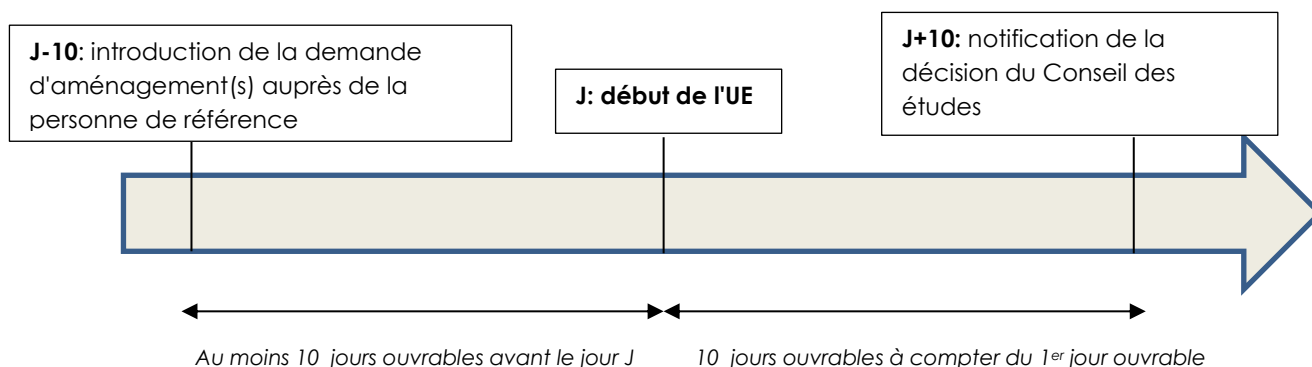 J-10: introduction de la demande
d'aménagement(s) auprès de la
personne de référence
J: début de l'UE
J+10: notification de la
décision du Conseil des
études
Au moins 10 jours ouvrables avant le jour J
10 jours ouvrables à compter du 1er jour ouvrable